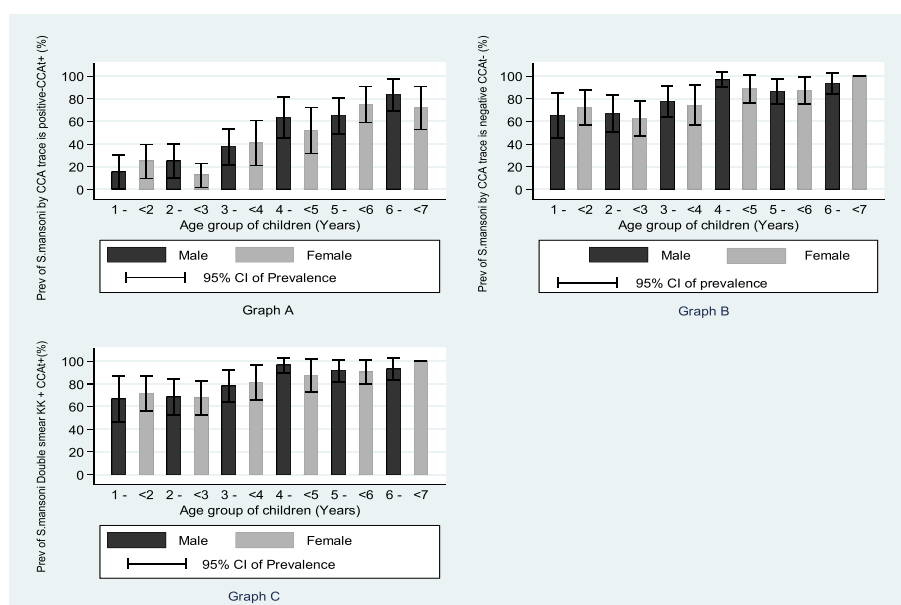 Prev of S.mansoni by CCA trace is positive-CCAt+ (%)
100
80
60
40
20
0
1 - <2 2 - <3 3 - <4 4 - <5 5 - <6 6 - <7
Age group of children (Years)
Male Female
95% CI of Prevalence
Graph A
Prev of S.mansoni by CCA trace is negative CCAt- (%)
100
80
60
40
20
0
1 - <2 2 - <3 3 - <4 4 - <5 5 - <6 6 - <7
Age group of children (Years)
Male Female
95% CI of prevalence
Graph B
Prev of S.mansoni Double smear KK + CCAt+(%)
100
80
60
40
20
0
1 - <2 2 - <3 3 - <4 4 - <5 5 - <6 6 - <7
Age group of children (Years)
Male Female
95% CI of Prevalence
Graph C